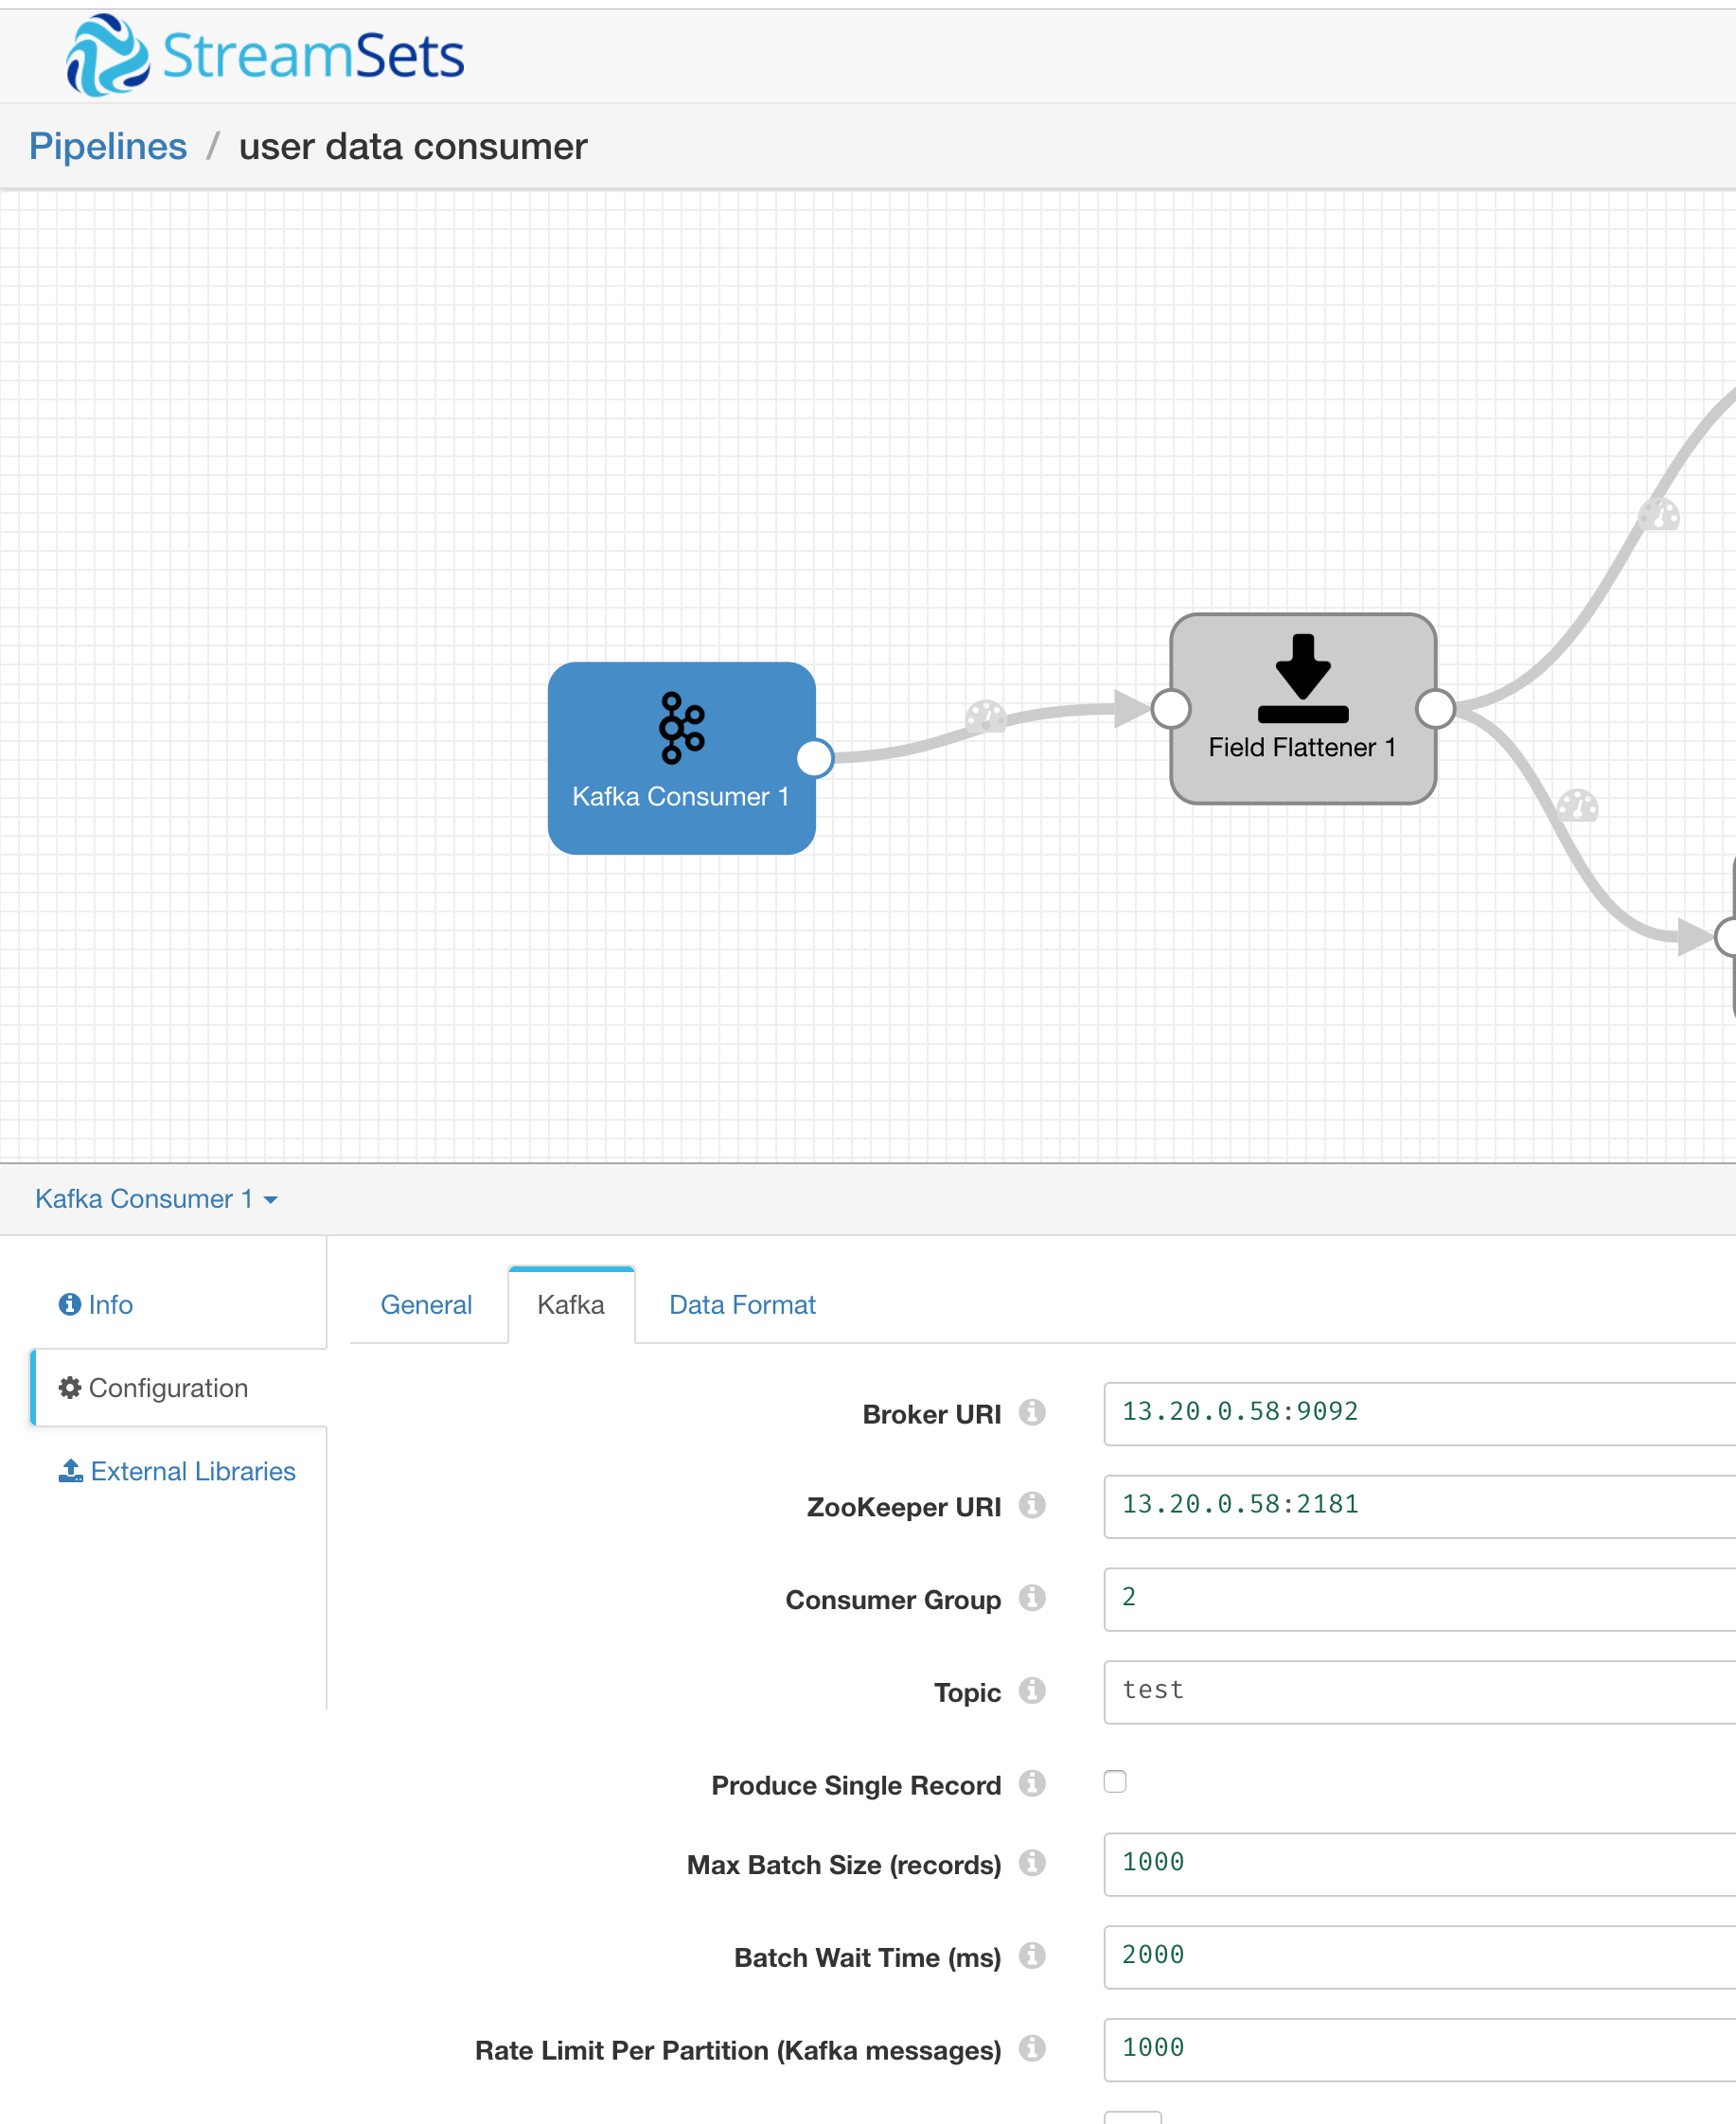 StreamSets
Pipelines / user data consumer
Field Flattener 1
Kafka Consumer 1
Kafka Consumer 1
Info
General
Kafka
Data Format
Configuration
External Libraries
Broker URI 13.20.0.58:9092
ZooKeeper URI 13.20.0.58:2181
Consumer Group 2
Topic test
Produce Single Record
Max Batch Size (records) 1000
Batch Wait Time (ms) 2000
Rate Limit Per Partition (Kafka messages) 1000